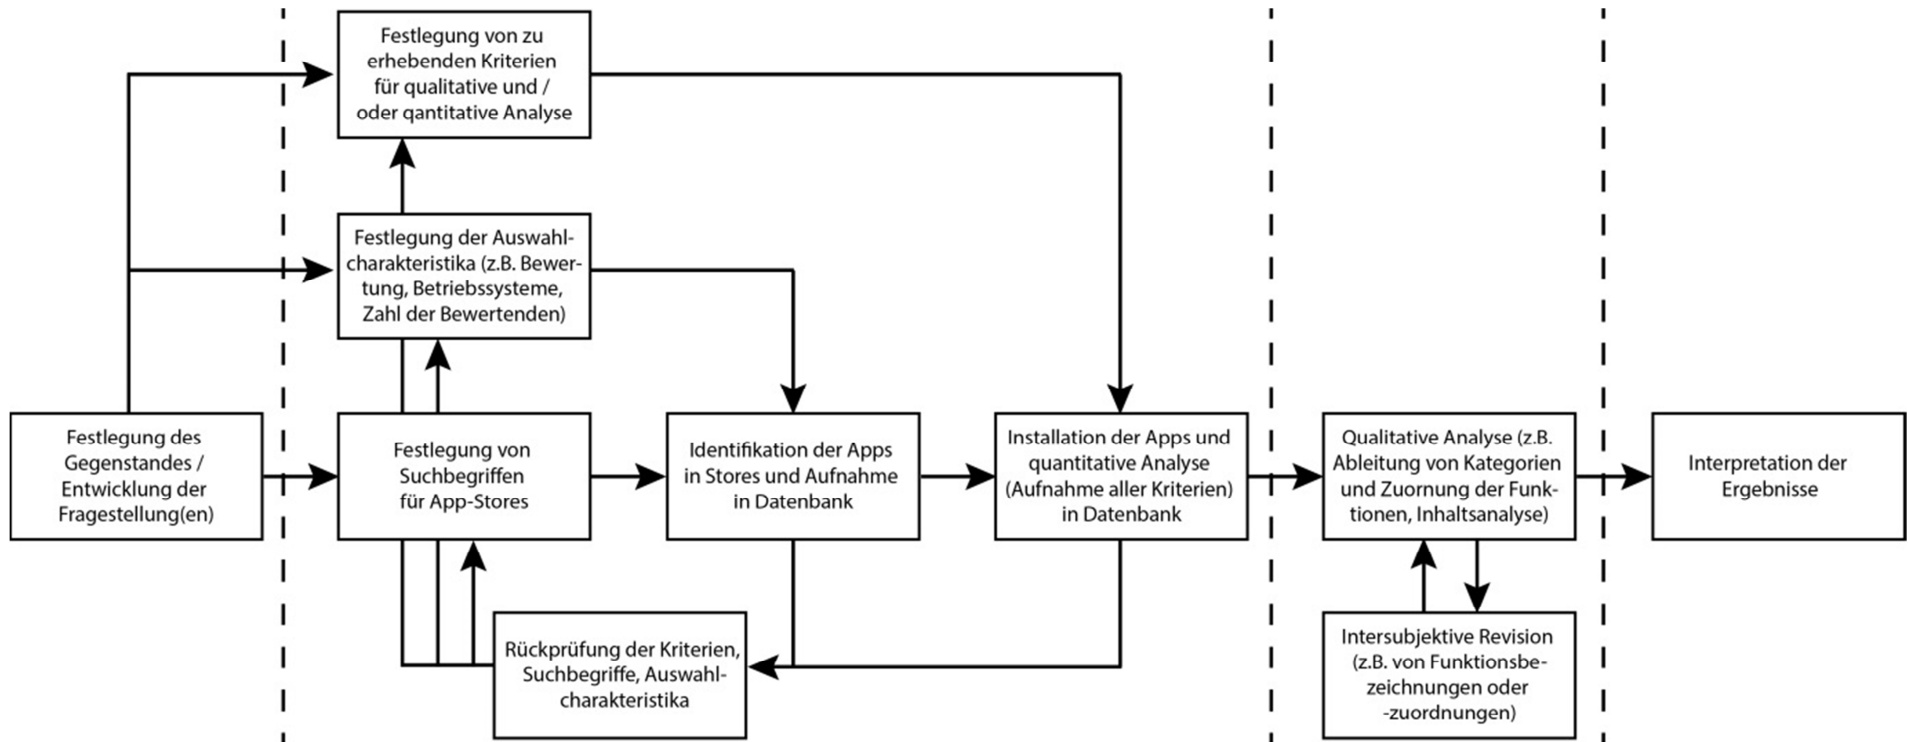 Festlegung von zu
erhebenden Kriterien
für qualitative und /
oder qantitative Analyse
Festlegung der Auswahl-
charakteristika (z.B. Bewer-
tung, Betriebssysteme,
Zahl der Bewertenden)
Festlegung des
Gegenstandes /
Entwicklung der
Fragestellung(en)
Festlegung von
Suchbegriffen
für App-Stores
Identifikation der Apps
in Stores und Aufnahme
in Datenbank
Installation der Apps und
quantitative Analyse
(Aufnahme aller Kriterien)
in Datenbank
Qualitative Analyse (z.B.
Ableitung von Kategorien
und Zuornung der Funk-
tionen, Inhaltsanalyse)
Interpretation der
Ergebnisse
Rückprüfung der Kriterien,
Suchbegriffe, Auswahl-
charakteristika
Intersubjektive Revision
(z.B. von Funktionsbe-
zeichnungen oder
-zuordnungen)